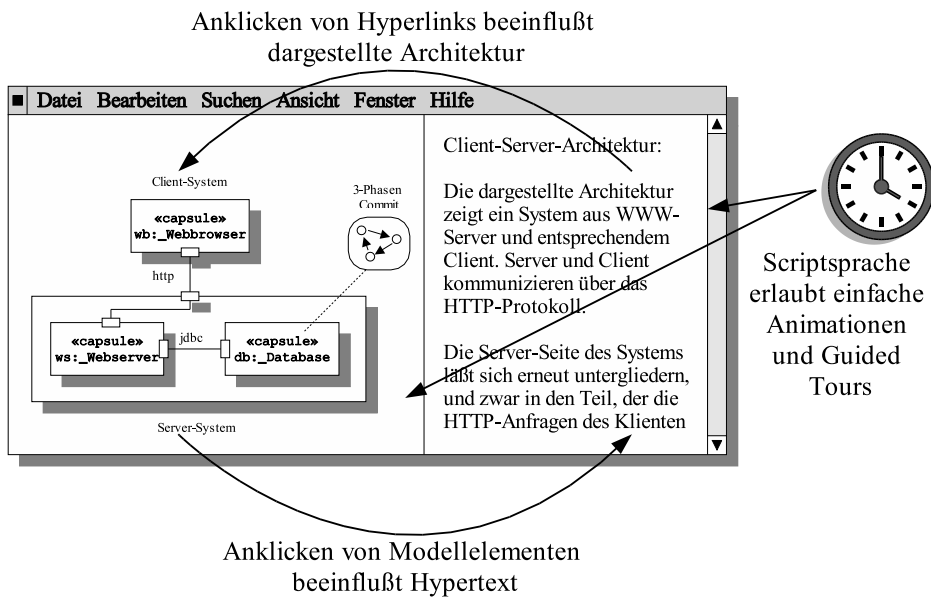 Anklicken von Hyperlinks beeinflußt
dargestellte Architektur
Datei Bearbeiten Suchen Ansicht Fenster Hilfe
Client-System
«capsule»
wb:_Webbrowser
http
3-Phasen
Commit
«capsule»
ws:_Webserver
jdbc
«capsule»
db:_Database
Server-System
Client-Server-Architektur:
Die dargestellte Architektur
zeigt ein System aus WWW-
Server und entsprechendem
Client. Server und Client
kommunizieren über das
HTTP-Protokoll.
Die Server-Seite des Systems
läßt sich erneut untergliedern,
und zwar in den Teil, der die
HTTP-Anfragen des Klienten
Scriptsprache
erlaubt einfache
Animationen
und Guided
Tours
Anklicken von Modellelementen
beeinflußt Hypertext